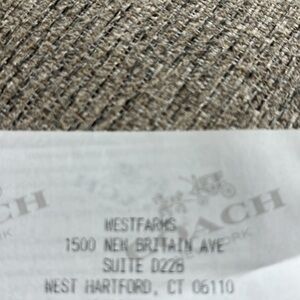 WESTFARMS
1500 NEW BRITAIN AVE
SUITE D228
WEST HARTFORD, CT 06110